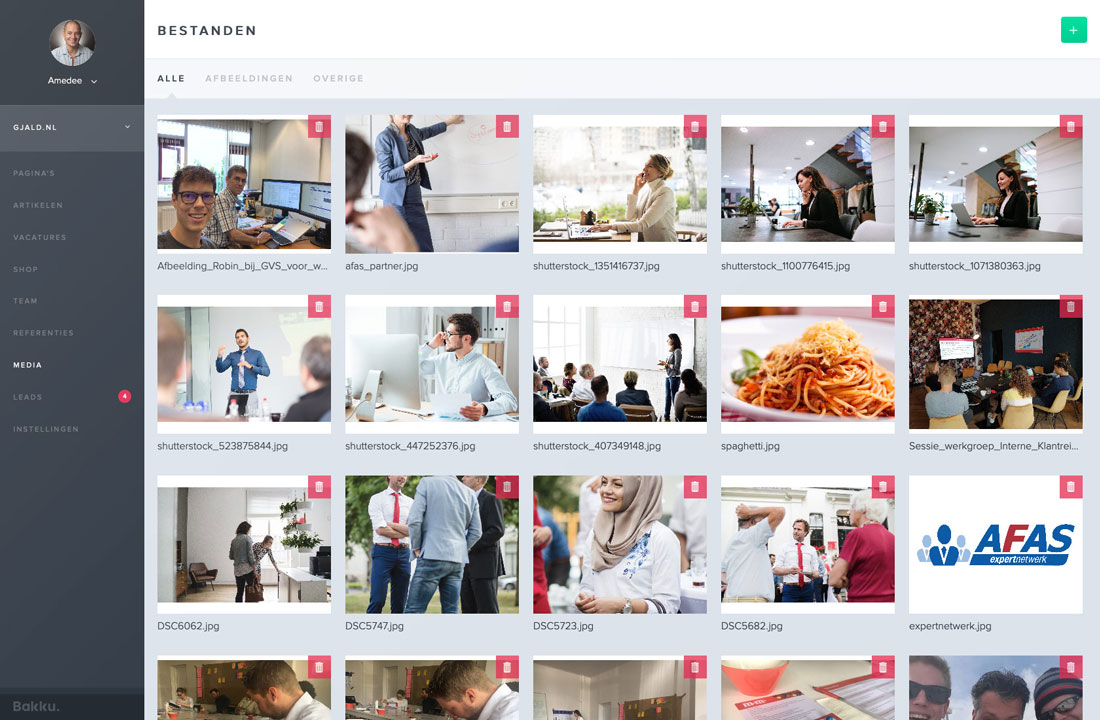 Amedee
GJALD.NL
PAGINA'S
ARTIKELEN
VACATURES
SHOP
TEAM
REFERENTIES
MEDIA
LEADS 4
INSTELLINGEN
Bakku.
BESTANDEN
+
ALLE AFBEELDINGEN OVERIGE
Afbeelding_Robin_bij_GVS_voor_w...
afas_partner.jpg
shutterstock_1351416737.jpg
shutterstock_1100776415.jpg
shutterstock_1071380363.jpg
shutterstock_523875844.jpg
shutterstock_447252376.jpg
shutterstock_407349148.jpg
spaghetti.jpg
Sessie_werkgroep_Interne_Klantrei...
AFAS
expertnetwerk
DSC6062.jpg
DSC5747.jpg
DSC5723.jpg
DSC5682.jpg
expertnetwerk.jpg